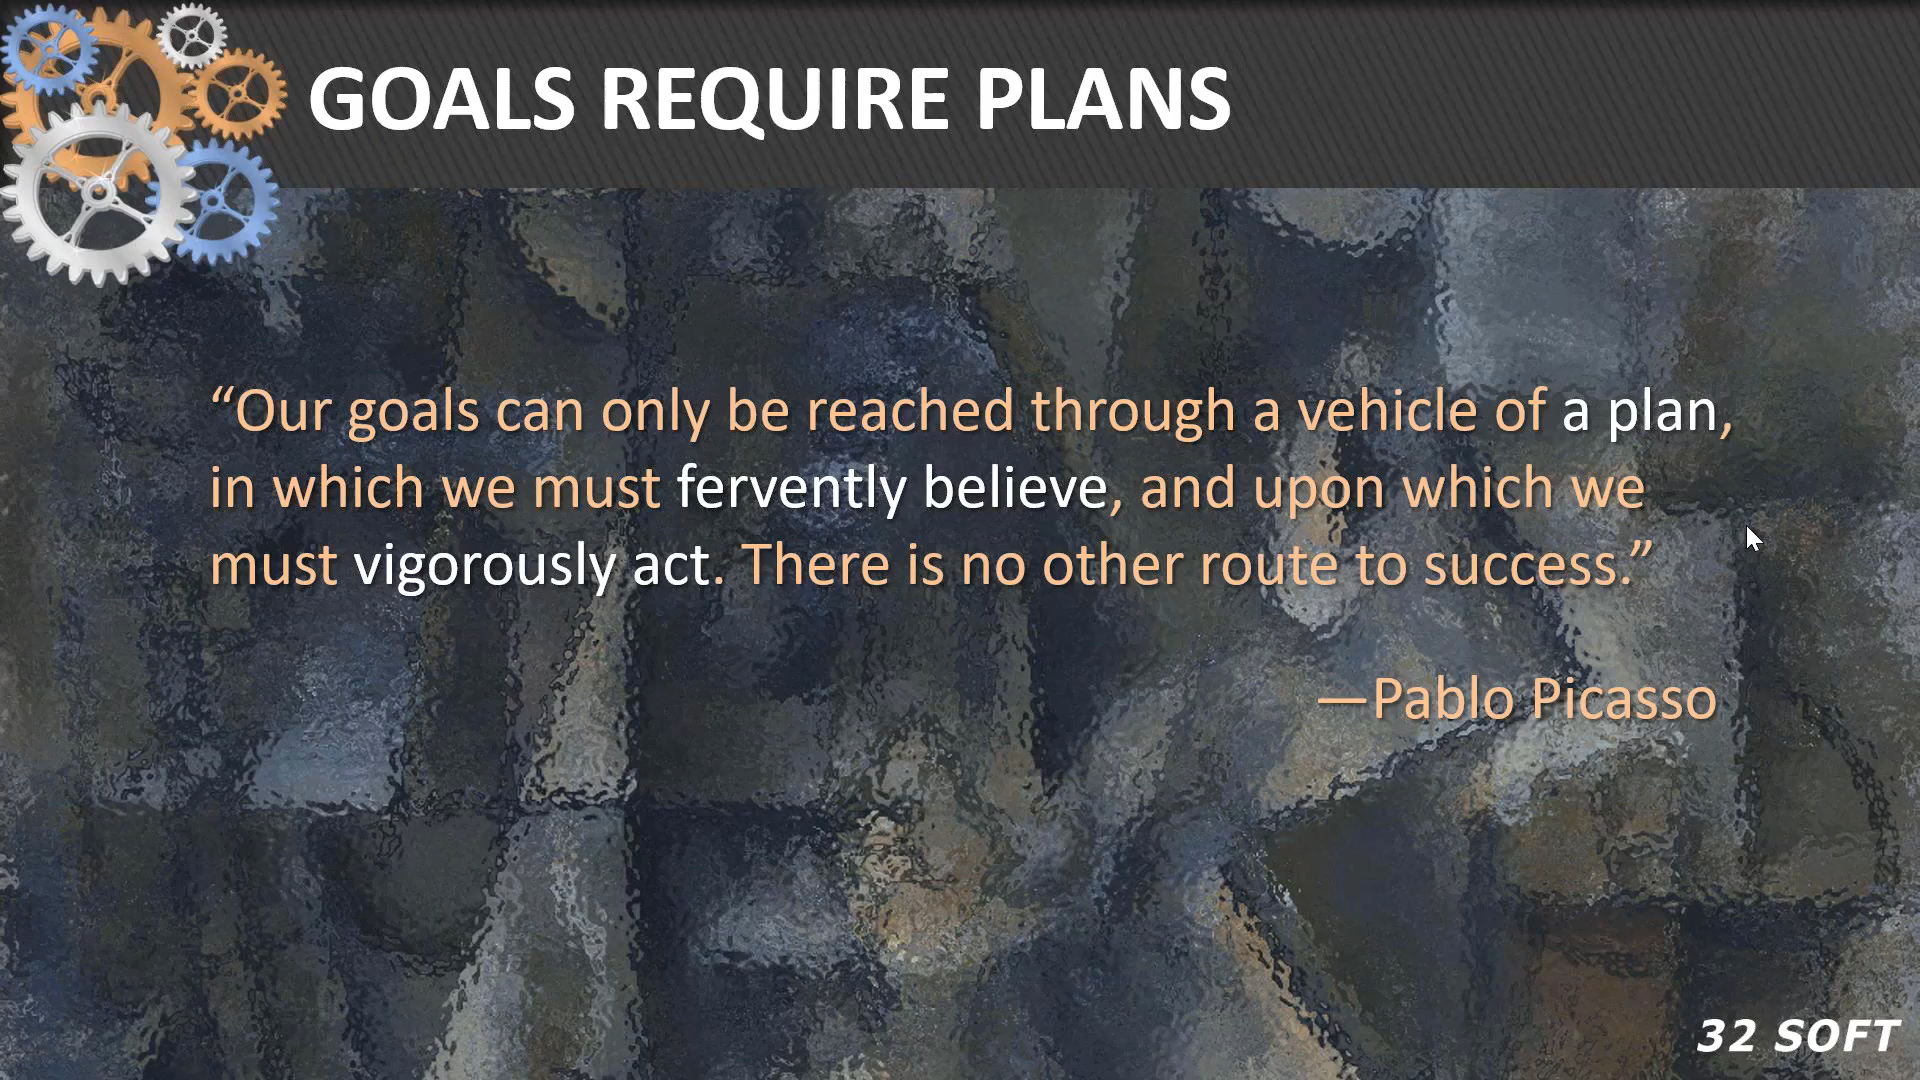 GOALS REQUIRE PLANS
“Our goals can only be reached through a vehicle of a plan,
in which we must fervently believe, and upon which we
must vigorously act. There is no other route to success.”
—Pablo Picasso
32 SOFT